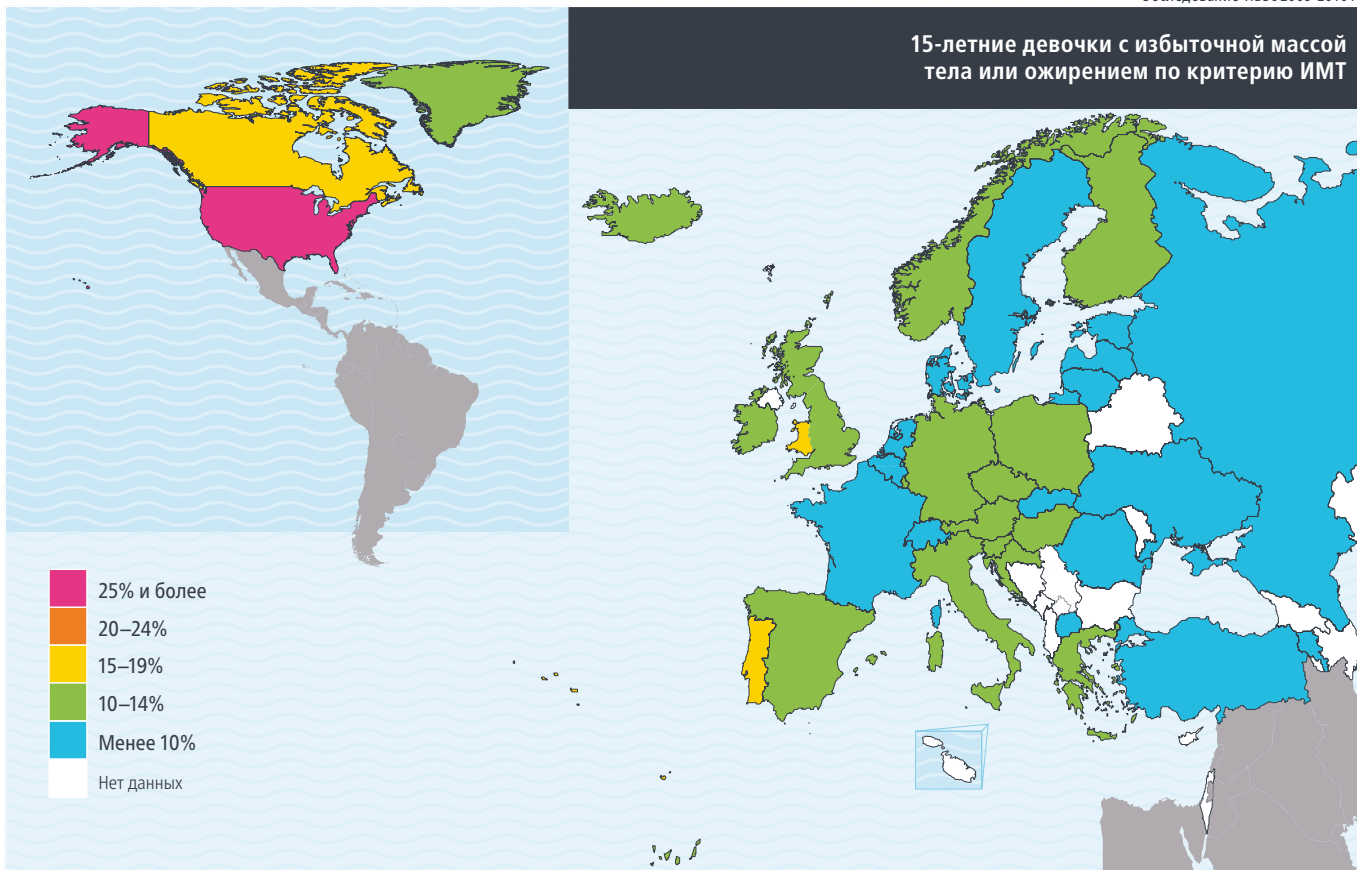 15-летние девочки с избыточной массой
тела или ожирением по критерию ИМТ
25% и более
20–24%
15–19%
10–14%
Менее 10%
Нет данных